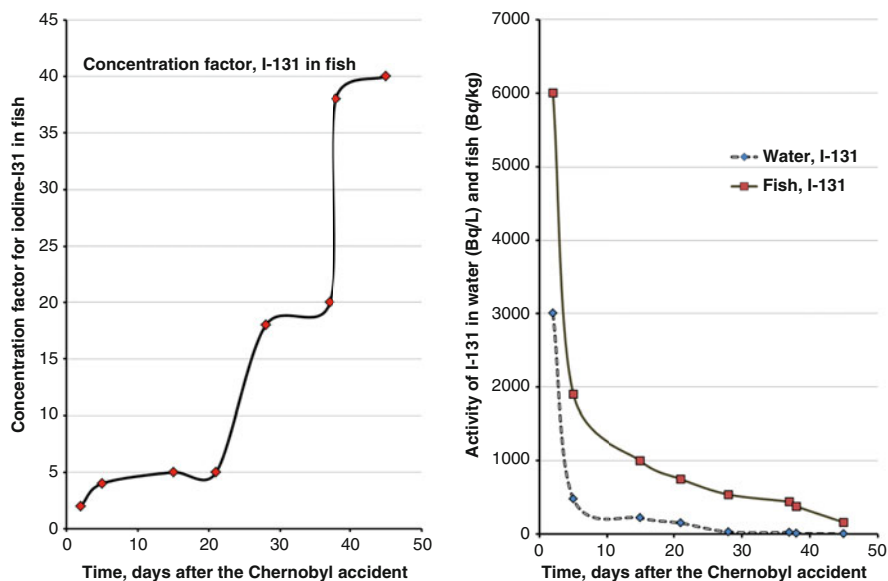 Concentration factor for iodine-I31 in fish
45
40
35
30
25
20
15
10
5
0
Concentration factor, I-131 in fish
0 10 20 30 40 50
Time, days after the Chernobyl accident
Activity of I-131 in water (Bq/L) and fish (Bq/kg)
7000
6000
5000
4000
3000
2000
1000
0
Water, I-131
Fish, I-131
0 10 20 30 40 50
Time, days after the Chernobyl accident